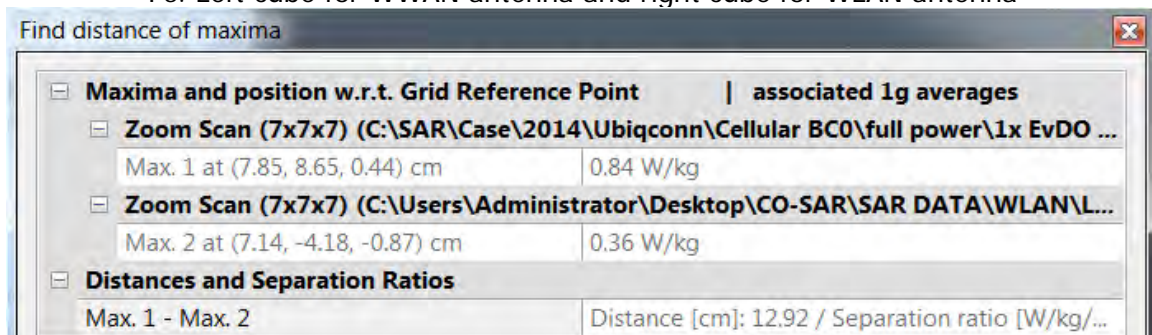 For Left cube for WWAN antenna and right cube for WLAN antenna
Find distance of maxima
Maxima and position w.r.t. Grid Reference Point | associated 1g averages
Zoom Scan (7x7x7) (C:\SAR\Case\2014\Ubiqconn\Cellular BC0\full power\1x EvDO ...
Max. 1 at (7.85, 8.65, 0.44) cm 0.84 W/kg
Zoom Scan (7x7x7) (C:\Users\Administrator\Desktop\CO-SAR\SAR DATA\WLAN\L...
Max. 2 at (7.14, -4.18, -0.87) cm 0.36 W/kg
Distances and Separation Ratios
Max. 1 - Max. 2 Distance [cm]: 12.92 / Separation ratio [W/kg/...